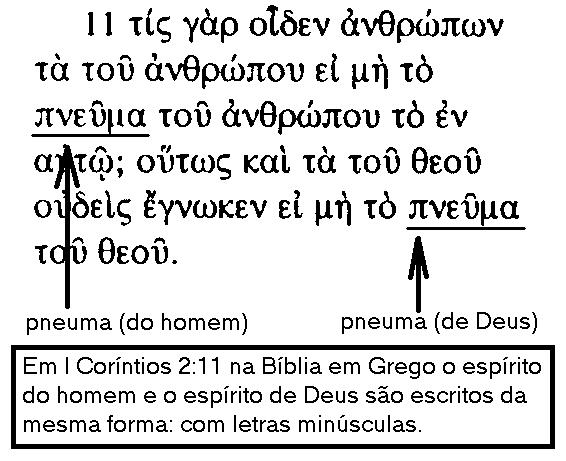 11 τίς γὰρ οἶδεν ἀνθρώπων
τὰ τοῦ ἀνθρώπου εἰ μὴ τὸ
πνεῦμα τοῦ ἀνθρώπου τὸ ἐν
αὐτῷ; οὕτως καὶ τὰ τοῦ θεοῦ
οὐδεὶς ἔγνωκεν εἰ μὴ τὸ πνεῦμα
τοῦ θεοῦ.
pneuma (do homem) pneuma (de Deus)
Em I Coríntios 2:11 na Bíblia em Grego o espírito
do homem e o espírito de Deus são escritos da
mesma forma: com letras minúsculas.